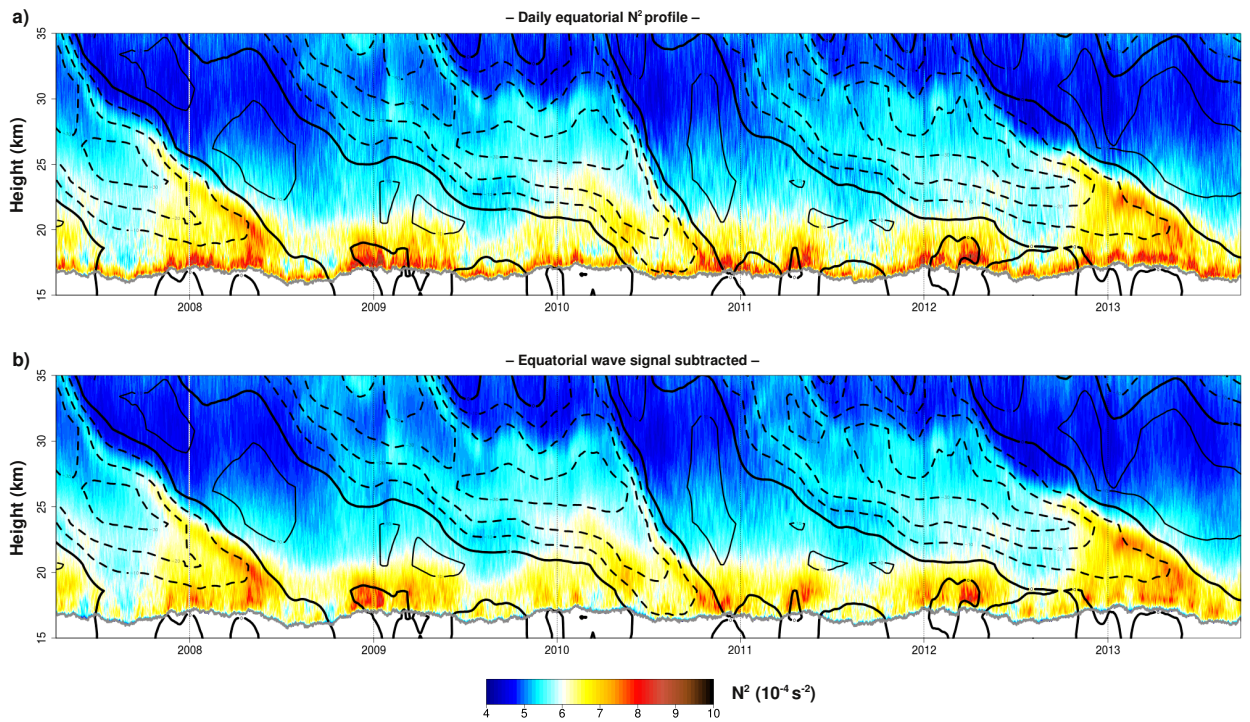 a)
– Daily equatorial N² profile –
Height (km)
35
30
25
20
15
2008
2009
2010
2011
2012
2013
b)
– Equatorial wave signal subtracted –
Height (km)
35
30
25
20
15
2008
2009
2010
2011
2012
2013
4 5 6 7 8 9 10
N² (10⁻⁴ s⁻²)